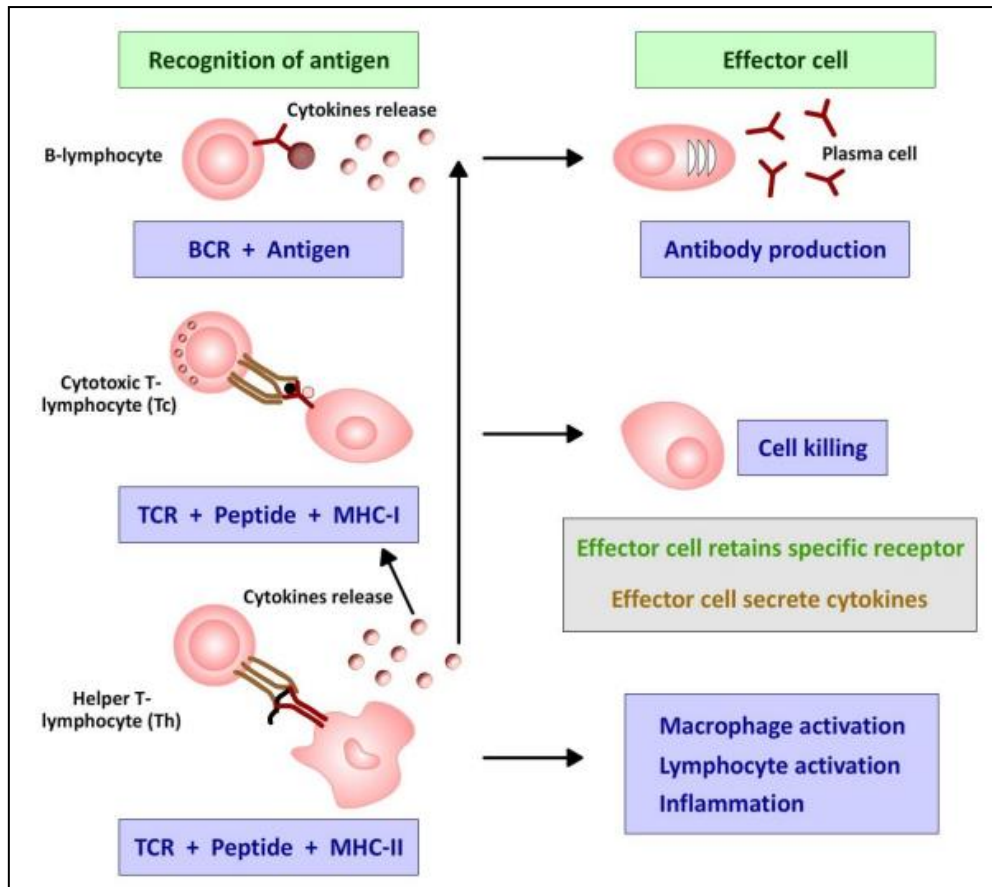 Recognition of antigen
Effector cell
Cytokines release
B-lymphocyte
Plasma cell
BCR + Antigen
Antibody production
Cytotoxic T-
lymphocyte (Tc)
Cell killing
TCR + Peptide + MHC-I
Effector cell retains specific receptor
Effector cell secrete cytokines
Cytokines release
Helper T-
lymphocyte (Th)
Macrophage activation
Lymphocyte activation
Inflammation
TCR + Peptide + MHC-II